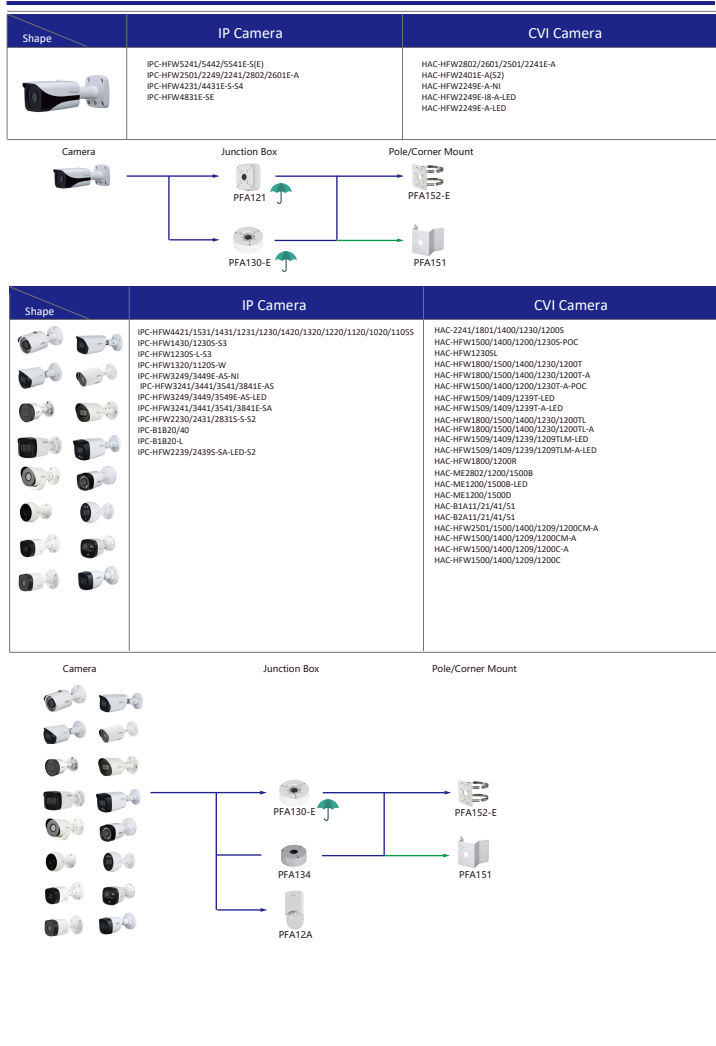 Shape
IP Camera
CVI Camera
IPC-HFW5241/5442/5541E-S(E)
IPC-HFW2501/2249/2241/2802/2601E-A
IPC-HFW4231/4431E-S-S4
IPC-HFW4831E-SE
HAC-HFW2802/2601/2501/2241E-A
HAC-HFW2401E-A(S2)
HAC-HFW2249E-A-NI
HAC-HFW2249E-I8-A-LED
HAC-HFW2249E-A-LED
Camera
Junction Box
Pole/Corner Mount
PFA121
PFA152-E
PFA130-E
PFA151
Shape
IP Camera
CVI Camera
IPC-HFW4421/1531/1431/1231/1230/1420/1320/1220/1120/1020/1105S
IPC-HFW1430/1230S-S3
IPC-HFW1230S-L-S3
IPC-HFW1320/1120S-W
IPC-HFW3249/3449E-AS-NI
IPC-HFW3241/3441/3541/3841E-AS
IPC-HFW3249/3449/3549E-AS-LED
IPC-HFW3241/3441/3541/3841E-SA
IPC-HFW2230/2431/2831S-S-S2
IPC-B1B20/40
IPC-B1B20-L
IPC-HFW2239/2439S-SA-LED-S2
HAC-2241/1801/1400/1230/1200S
HAC-HFW1500/1400/1200/1230S-POC
HAC-HFW1230SL
HAC-HFW1800/1500/1400/1230/1200T
HAC-HFW1800/1500/1400/1230/1200T-A
HAC-HFW1500/1400/1200/1230T-A-POC
HAC-HFW1509/1409/1239T-LED
HAC-HFW1509/1409/1239T-A-LED
HAC-HFW1800/1500/1400/1230/1200TL
HAC-HFW1800/1500/1400/1230/1200TL-A
HAC-HFW1509/1409/1239/1209TLM-LED
HAC-HFW1509/1409/1239/1209TLM-A-LED
HAC-HFW1800/1200R
HAC-ME2802/1200/1500B
HAC-ME1200/1500B-LED
HAC-ME1200/1500D
HAC-B1A11/21/41/51
HAC-B2A11/21/41/51
HAC-HFW2501/1500/1400/1209/1200CM-A
HAC-HFW1500/1400/1209/1200CM-A
HAC-HFW1500/1400/1209/1200C-A
HAC-HFW1500/1400/1209/1200C
Camera
Junction Box
Pole/Corner Mount
PFA130-E
PFA152-E
PFA134
PFA151
PFA12A